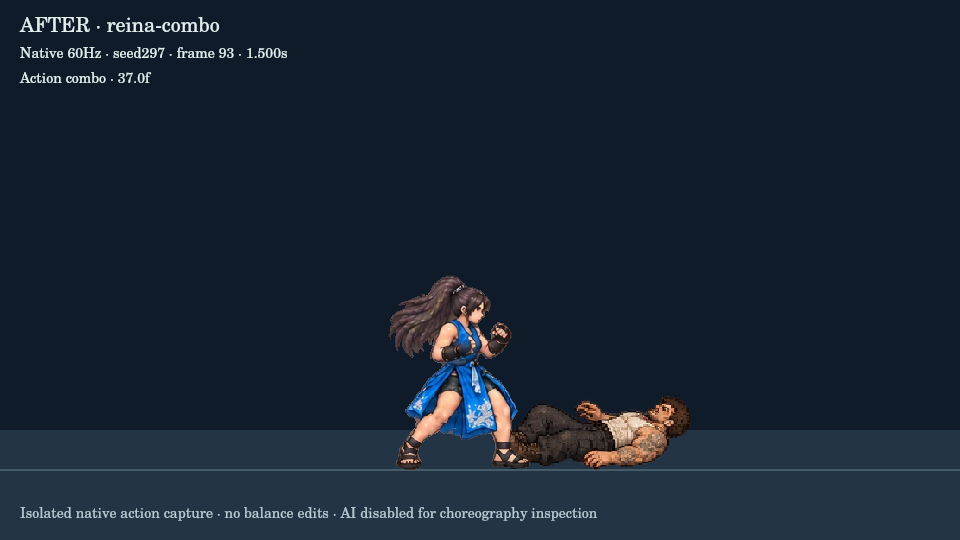 AFTER · reina-combo
Native 60Hz · seed297 · frame 93 · 1.500s
Action combo · 37.0f
Isolated native action capture · no balance edits · AI disabled for choreography inspection